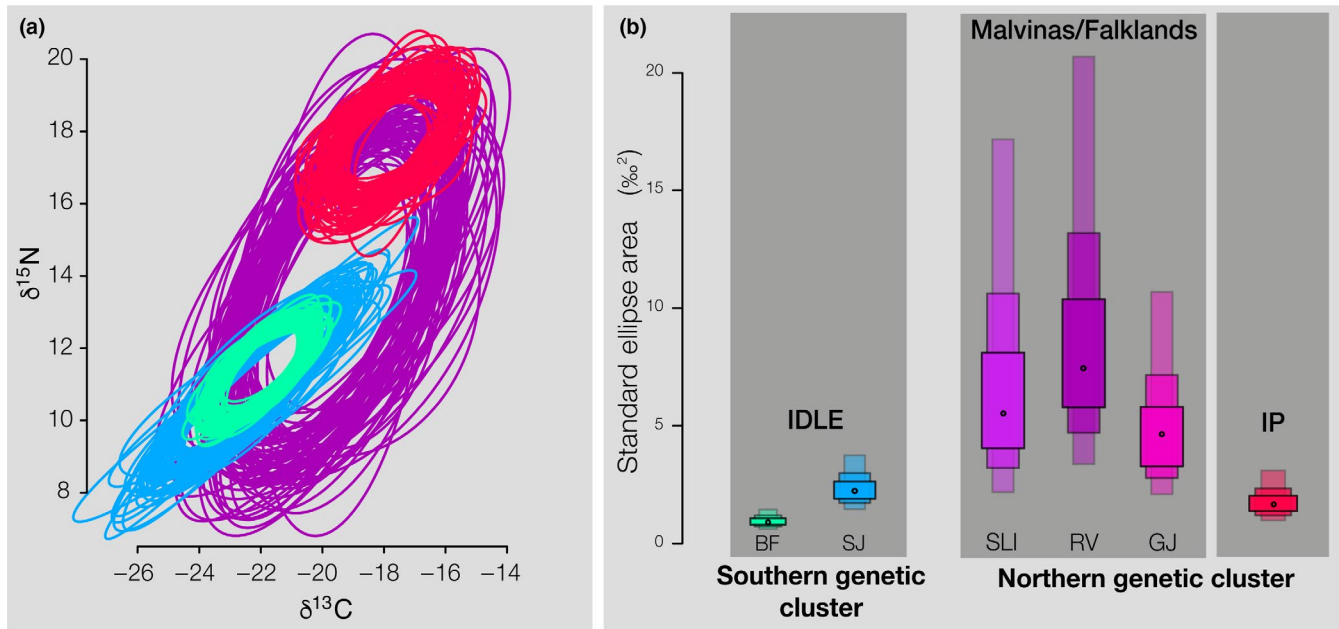 (a)
20
18
16
14
12
10
8
δ¹⁵N
−26 −24 −22 −20 −18 −16 −14
δ¹³C
(b)
Malvinas/Falklands
Standard ellipse area (‰²)
20
15
10
5
0
IDLE
IP
BF SJ SLI RV GJ
Southern genetic
cluster
Northern genetic cluster